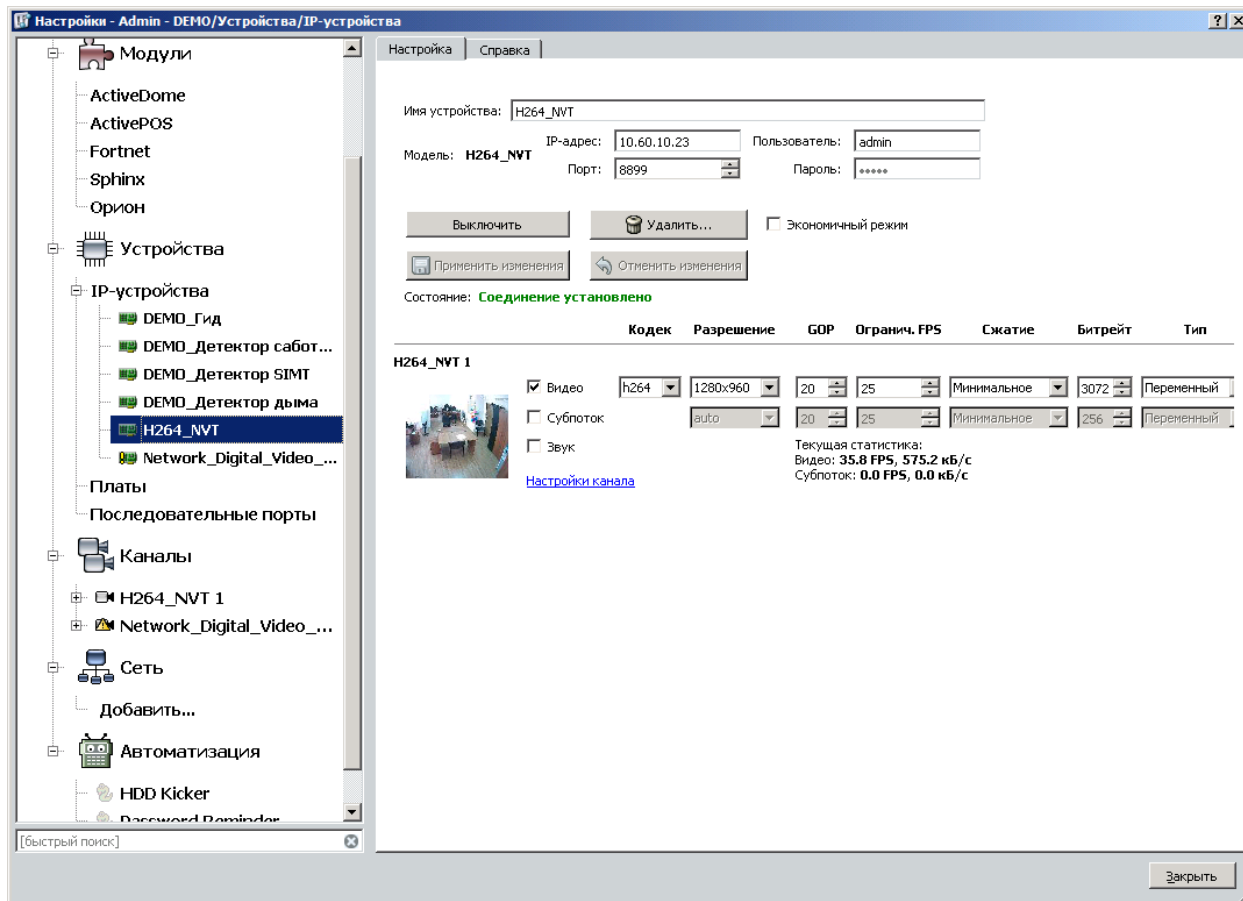 Настройки - Admin - DEMO/Устройства/IP-устройства
Модули
ActiveDome
ActivePOS
Fortnet
Sphinx
Орион
Устройства
IP-устройства
DEMO_Гид
DEMO_Детектор сабот...
DEMO_Детектор SIMT
DEMO_Детектор дыма
H264_NVT
Network_Digital_Video_...
Платы
Последовательные порты
Каналы
H264_NVT 1
Network_Digital_Video_...
Сеть
Добавить...
Автоматизация
HDD Kicker
Password Reminder
[быстрый поиск]
Настройка Справка
Имя устройства: H264_NVT
Модель: H264_NVT
IP-адрес: 10.60.10.23 Пользователь: admin
Порт: 8899 Пароль: •••••
Выключить Удалить... Экономичный режим
Применить изменения Отменить изменения
Состояние: Соединение установлено
Кодек Разрешение GOP Огранич. FPS Сжатие Битрейт Тип
H264_NVT 1
Видео h264 1280x960 20 25 Минимальное 3072 Переменный
Субпоток auto 20 25 Минимальное 256 Переменный
Звук
Текущая статистика:
Видео: 35.8 FPS, 575.2 кБ/с
Субпоток: 0.0 FPS, 0.0 кБ/с
Настройки канала
Закрыть